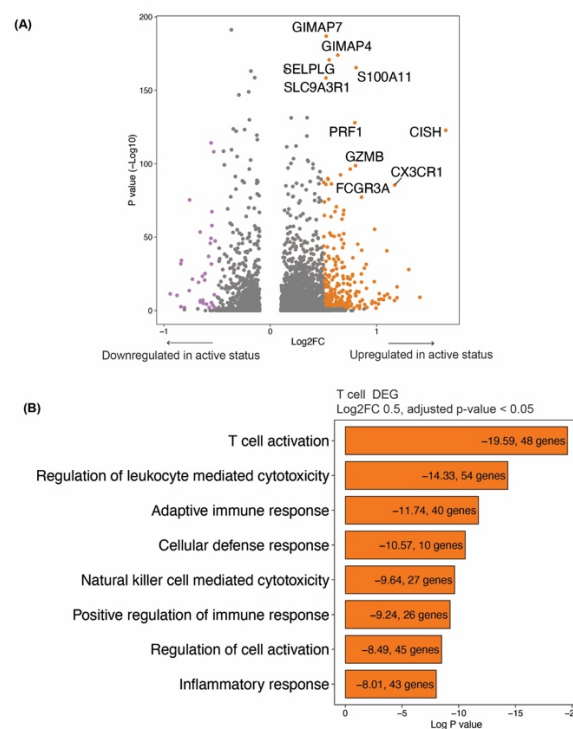 (A)
200
150
100
50
0
P value (−Log10)
GIMAP7
GIMAP4
SELPLG
S100A11
SLC9A3R1
PRF1
CISH
GZMB
CX3CR1
FCGR3A
-1
0
1
Log2FC
Downregulated in active status
Upregulated in active status
(B)
T cell DEG
Log2FC 0.5, adjusted p-value < 0.05
T cell activation
−19.59, 48 genes
Regulation of leukocyte mediated cytotoxicity
−14.33, 54 genes
Adaptive immune response
−11.74, 40 genes
Cellular defense response
−10.57, 10 genes
Natural killer cell mediated cytotoxicity
−9.64, 27 genes
Positive regulation of immune response
−9.24, 26 genes
Regulation of cell activation
−8.49, 45 genes
Inflammatory response
−8.01, 43 genes
0
−5
−10
−15
Log P value